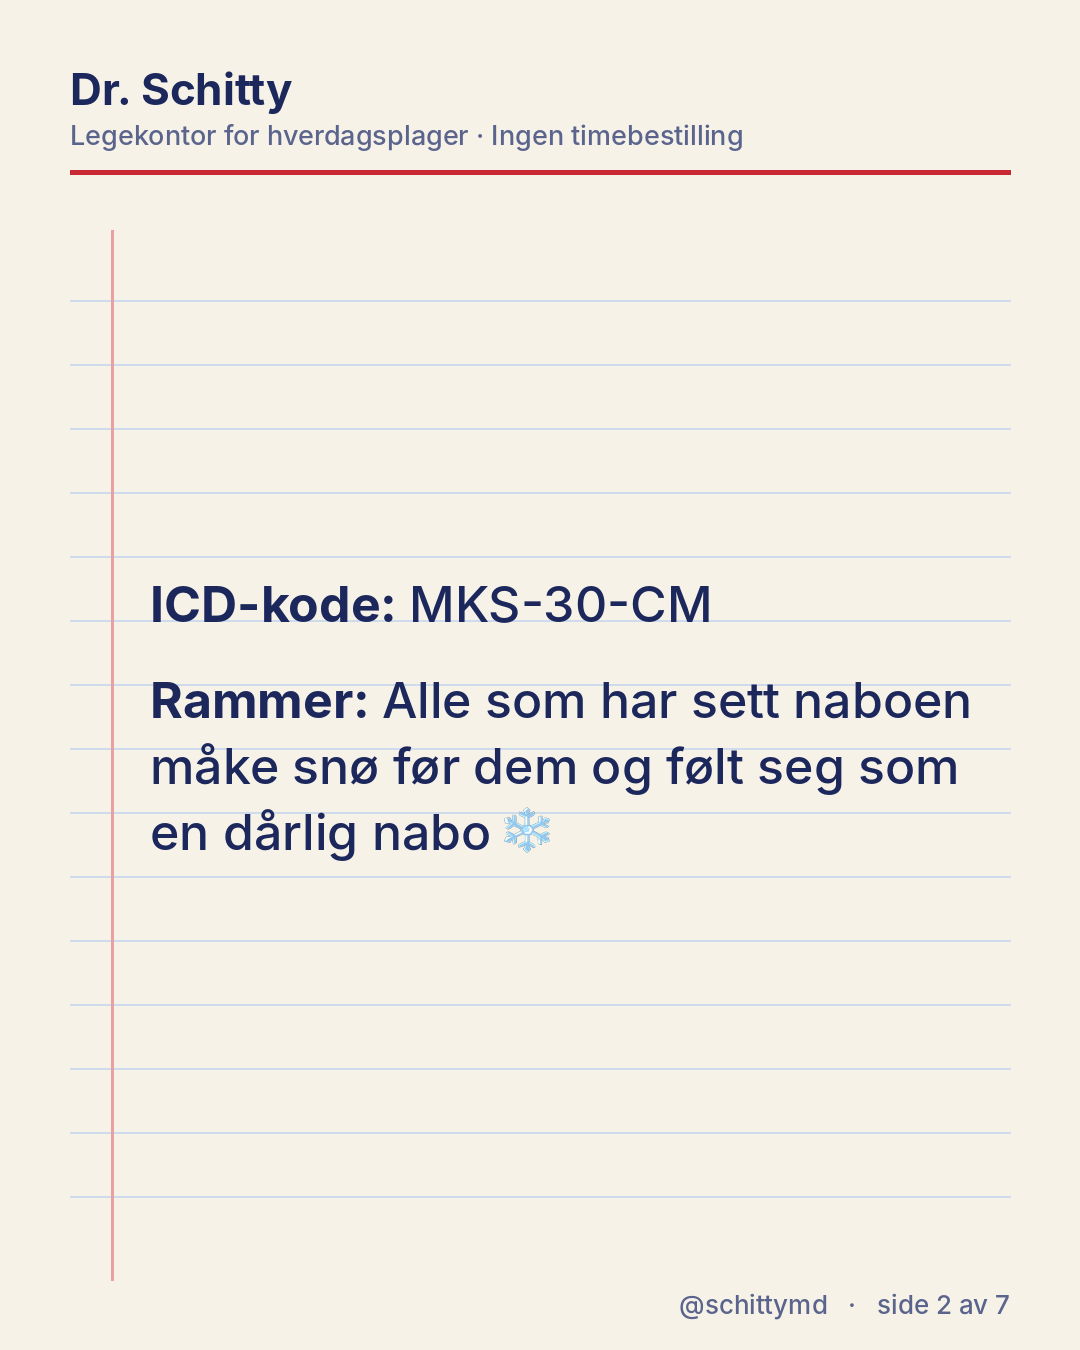 Dr. Schitty
Legekontor for hverdagsplager · Ingen timebestilling
ICD-kode: MKS-30-CM
Rammer: Alle som har sett naboen
måke snø før dem og følt seg som
en dårlig nabo ❄️
@schittymd · side 2 av 7